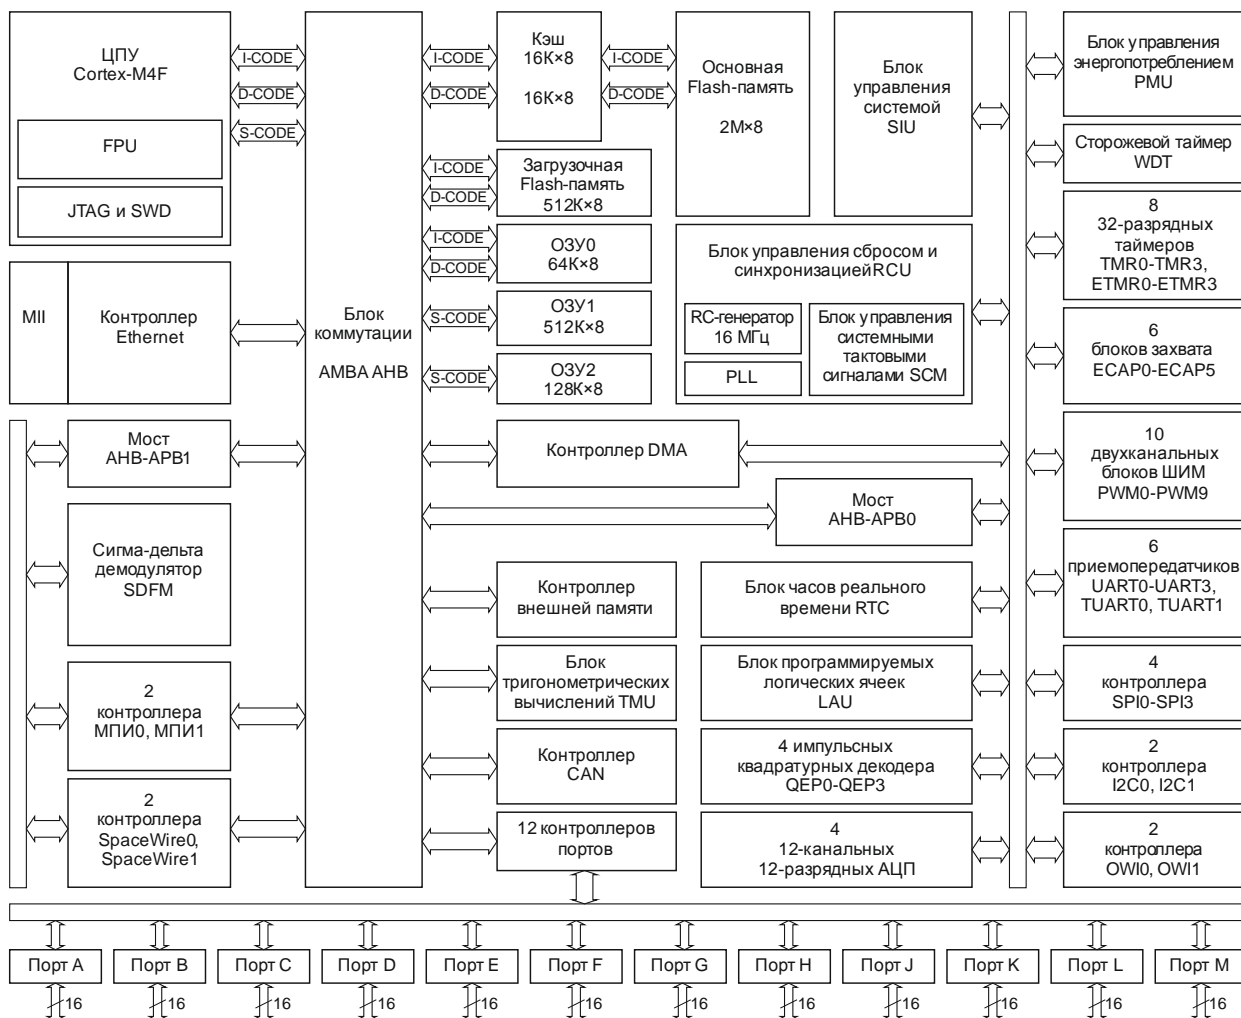 ЦПУ
Cortex-M4F
FPU
JTAG и SWD
I-CODE
D-CODE
S-CODE
MII
Контроллер
Ethernet
Мост
AHB-APB1
Сигма-дельта
демодулятор
SDFM
2
контроллера
МПИ0, МПИ1
2
контроллера
SpaceWire0,
SpaceWire1
Блок
коммутации
AMBA AHB
I-CODE
D-CODE
Кэш
16К×8
16К×8
I-CODE
D-CODE
Основная
Flash-память
2М×8
Блок
управления
системой
SIU
I-CODE
D-CODE
Загрузочная
Flash-память
512К×8
I-CODE
D-CODE
ОЗУ0
64К×8
S-CODE
ОЗУ1
512К×8
S-CODE
ОЗУ2
128К×8
Блок управления сбросом и
синхронизацией RCU
RC-генератор
16 МГц
PLL
Блок управления
системными
тактовыми
сигналами SCM
Контроллер DMA
Мост
AHB-APB0
Контроллер
внешней памяти
Блок часов реального
времени RTC
Блок
тригонометрических
вычислений TMU
Блок программируемых
логических ячеек
LAU
Контроллер
CAN
4 импульсных
квадратурных декодера
QEP0-QEP3
12 контроллеров
портов
4
12-канальных
12-разрядных АЦП
Блок управления
энергопотреблением
PMU
Сторожевой таймер
WDT
8
32-разрядных
таймеров
TMR0-TMR3,
ETMR0-ETMR3
6
блоков захвата
ECAP0-ECAP5
10
двухканальных
блоков ШИМ
PWM0-PWM9
6
приемопередатчиков
UART0-UART3,
TUART0, TUART1
4
контроллера
SPI0-SPI3
2
контроллера
I2C0, I2C1
2
контроллера
OWI0, OWI1
Порт A Порт B Порт C Порт D Порт E Порт F Порт G Порт H Порт J Порт K Порт L Порт M
16 16 16 16 16 16 16 16 16 16 16 16